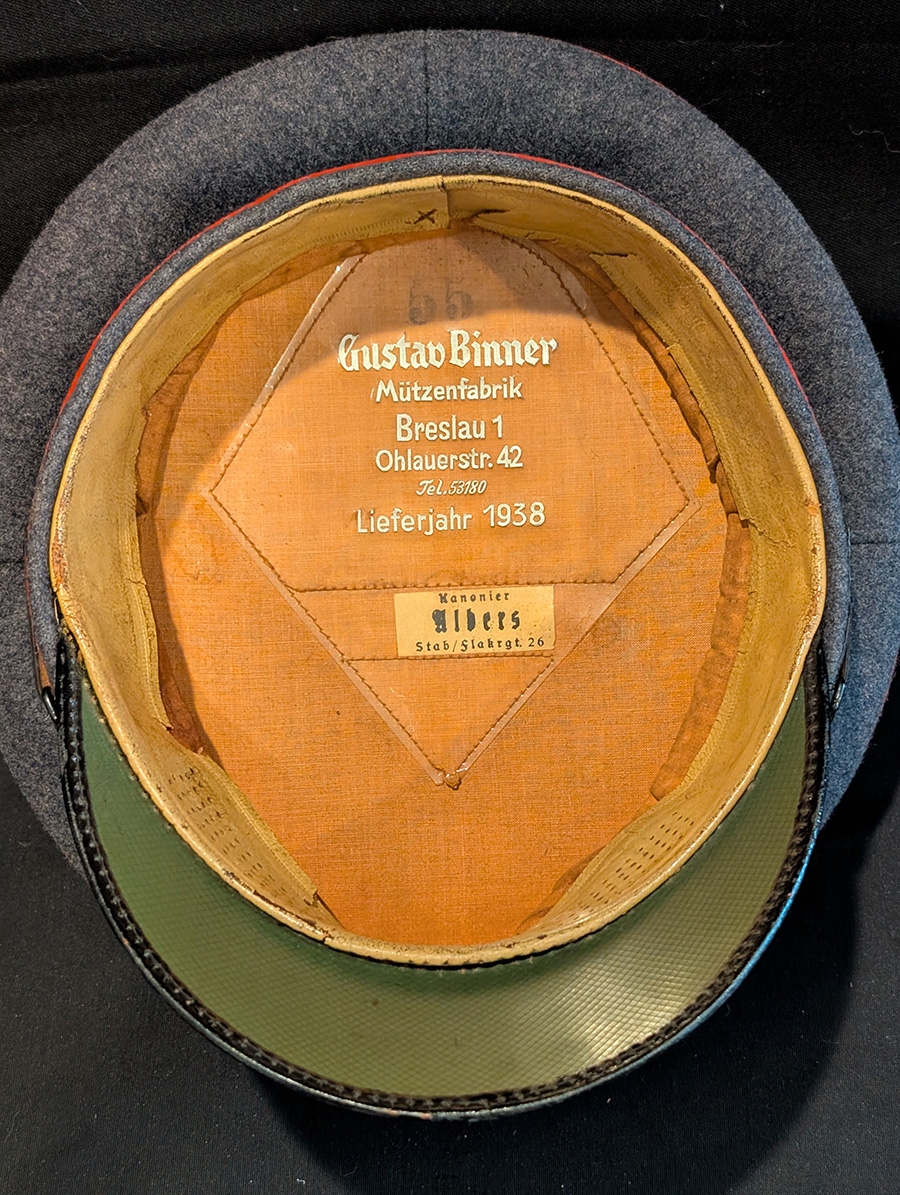 55
Gustav Binner
Mützenfabrik
Breslau 1
Ohlauerstr. 42
Tel. 53180
Lieferjahr 1938
Kanonier
Albers
Stab/Flakrgt. 26